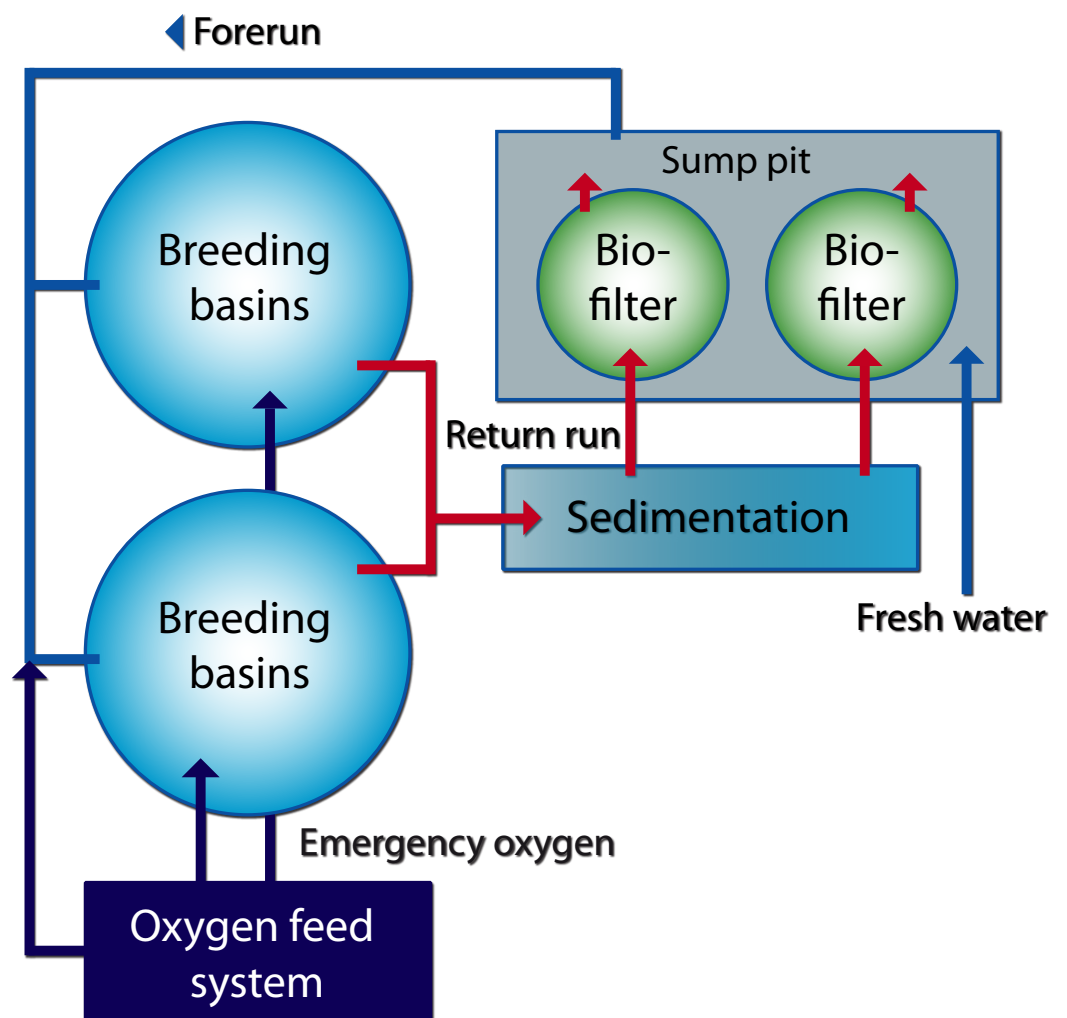 Forerun
Sump pit
Breeding
basins
Bio-
filter
Bio-
filter
Return run
Sedimentation
Breeding
basins
Fresh water
Emergency oxygen
Oxygen feed
system